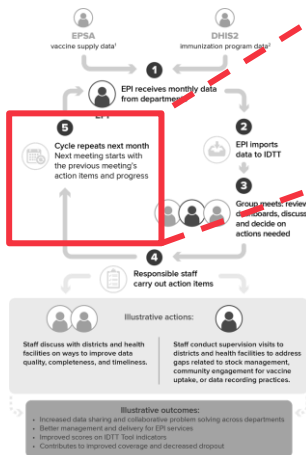 EPSA
vaccine supply data¹
DHIS2
immunization program data²
1
EPI receives monthly data
from department
EPI
5
Cycle repeats next month
Next meeting starts with
the previous meeting's
action items and progress
2
EPI imports
data to IDTT
3
Group meets: review
dashboards, discuss
and decide on
actions needed
4
Responsible staff
carry out action items
Illustrative actions:
Staff discuss with districts and health
facilities on ways to improve data
quality, completeness, and timeliness.
Staff conduct supervision visits to
districts and health facilities to address
gaps related to stock management,
community engagement for vaccine
uptake, or data recording practices.
Illustrative outcomes:
• Increased data sharing and collaborative problem solving across departments
• Better management and delivery for EPI services
• Improved scores on IDTT Tool indicators
• Contributes to improved coverage and decreased dropout